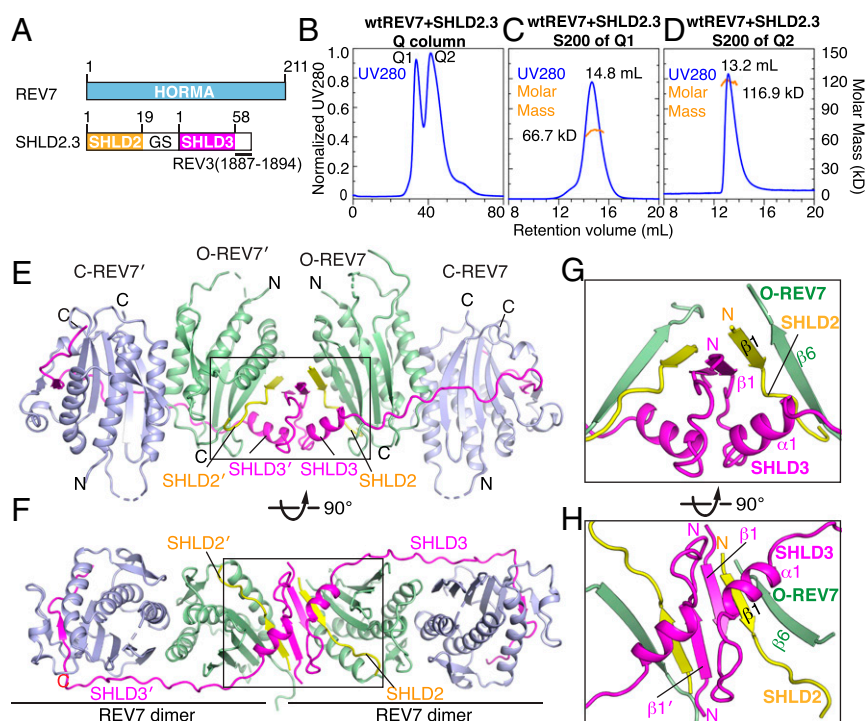 A
1
211
REV7
HORMA
1
19
1
58
SHLD2.3
SHLD2
GS
SHLD3
REV3(1887-1894)
B
wtREV7+SHLD2.3
Q column
Q1
Q2
UV280
Normalized UV280
1.0
0.8
0.6
0.4
0.2
0
0
40
80
C
wtREV7+SHLD2.3
S200 of Q1
UV280
14.8 mL
Molar
Mass
66.7 kD
8
12
16
20
Retention volume (mL)
D
wtREV7+SHLD2.3
S200 of Q2
UV280
13.2 mL
Molar
Mass
116.9 kD
8
12
16
20
150
120
90
60
30
0
Molar Mass (kD)
E
C-REV7′
O-REV7′
O-REV7
C-REV7
C
C
N
N
C
C
N
C
C
N
SHLD2′
SHLD3′
SHLD3
SHLD2
90°
F
SHLD2′
SHLD3
C
SHLD3′
SHLD2
REV7 dimer
REV7 dimer
G
O-REV7
N
SHLD2
N
β1
β6
β1
α1
SHLD3
90°
H
N
N
β1
SHLD3
α1
O-REV7
β1
β6
SHLD2
β1′
N